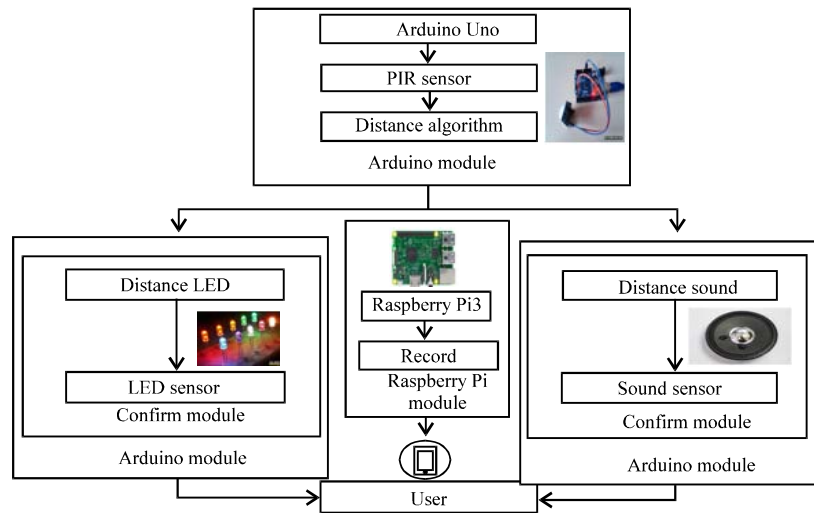 Arduino Uno
PIR sensor
Distance algorithm
Arduino module
Distance LED
LED sensor
Confirm module
Arduino module
Raspberry Pi3
Record
Raspberry Pi
module
Distance sound
Sound sensor
Confirm module
Arduino module
User